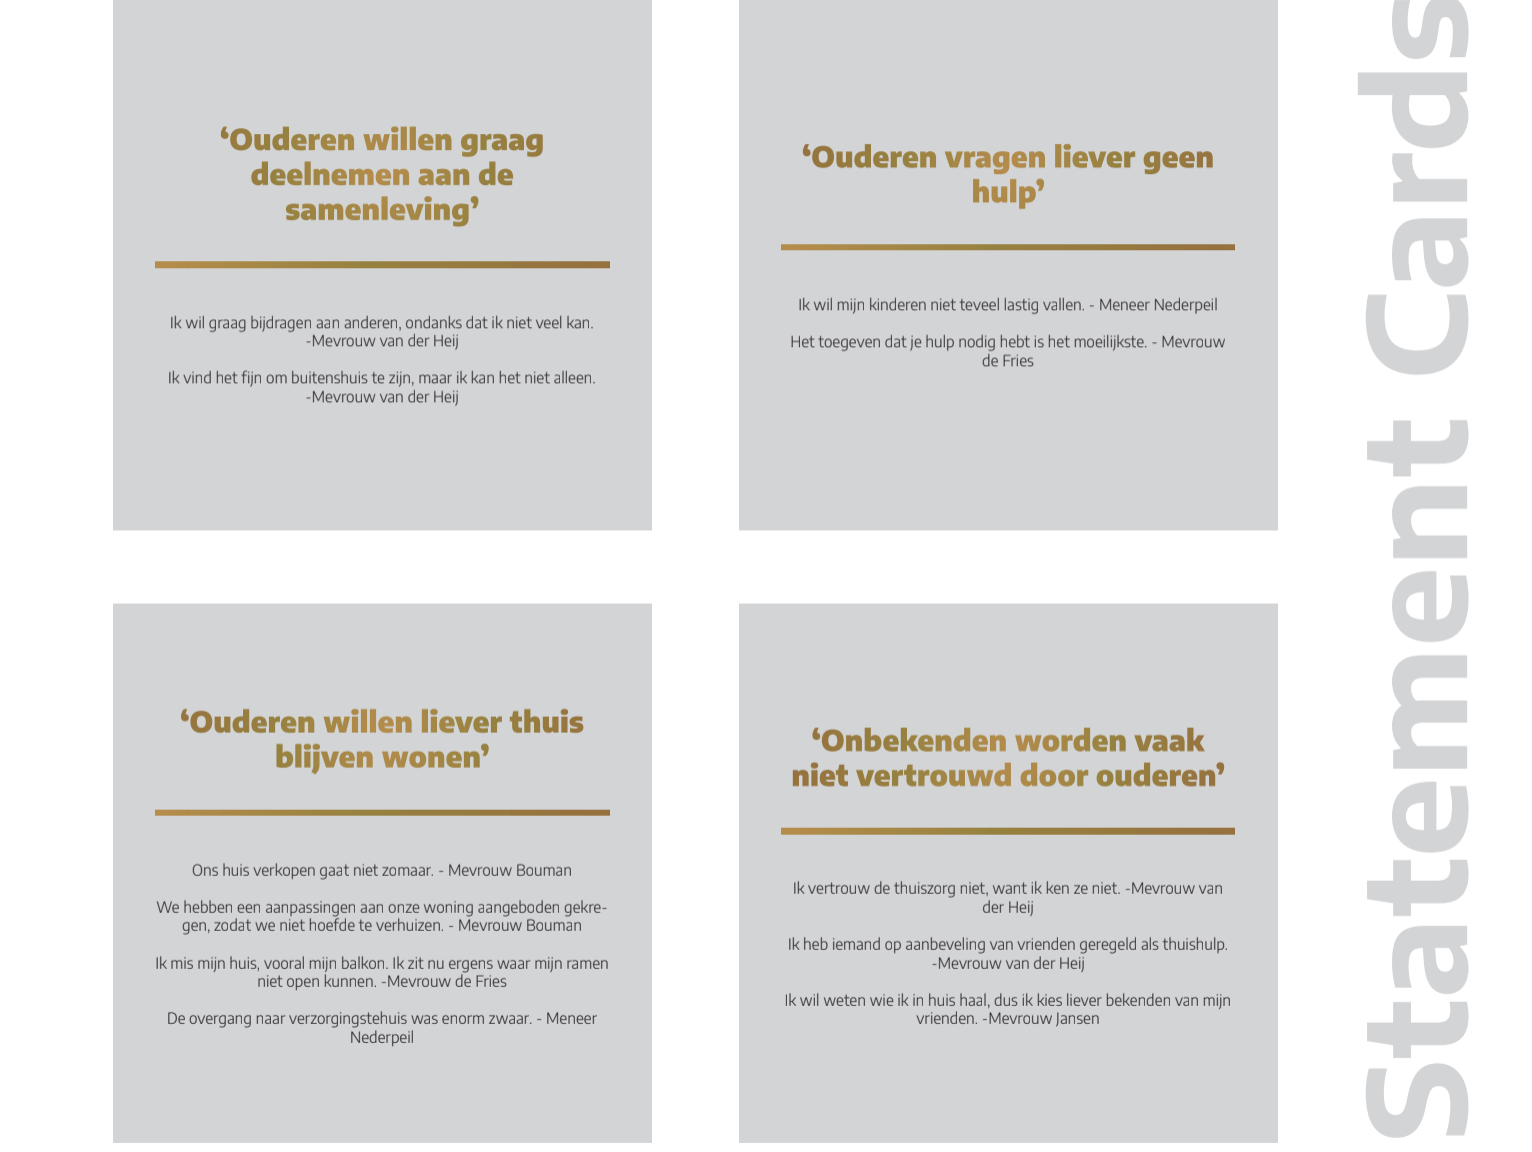 ‘Ouderen willen graag
deelnemen aan de
samenleving’
Ik wil graag bijdragen aan anderen, ondanks dat ik niet veel kan.
-Mevrouw van der Heij
Ik vind het fijn om buitenshuis te zijn, maar ik kan het niet alleen.
-Mevrouw van der Heij
‘Ouderen vragen liever geen
hulp’
Ik wil mijn kinderen niet teveel lastig vallen. - Meneer Nederpeil
Het toegeven dat je hulp nodig hebt is het moeilijkste. - Mevrouw
de Fries
‘Ouderen willen liever thuis
blijven wonen’
Ons huis verkopen gaat niet zomaar. - Mevrouw Bouman
We hebben een aanpassingen aan onze woning aangeboden gekre-
gen, zodat we niet hoefde te verhuizen. - Mevrouw Bouman
Ik mis mijn huis, vooral mijn balkon. Ik zit nu ergens waar mijn ramen
niet open kunnen. -Mevrouw de Fries
De overgang naar verzorgingstehuis was enorm zwaar. - Meneer
Nederpeil
‘Onbekenden worden vaak
niet vertrouwd door ouderen’
Ik vertrouw de thuiszorg niet, want ik ken ze niet. -Mevrouw van
der Heij
Ik heb iemand op aanbeveling van vrienden geregeld als thuishulp.
-Mevrouw van der Heij
Ik wil weten wie ik in huis haal, dus ik kies liever bekenden van mijn
vrienden. -Mevrouw Jansen
Statement Cards